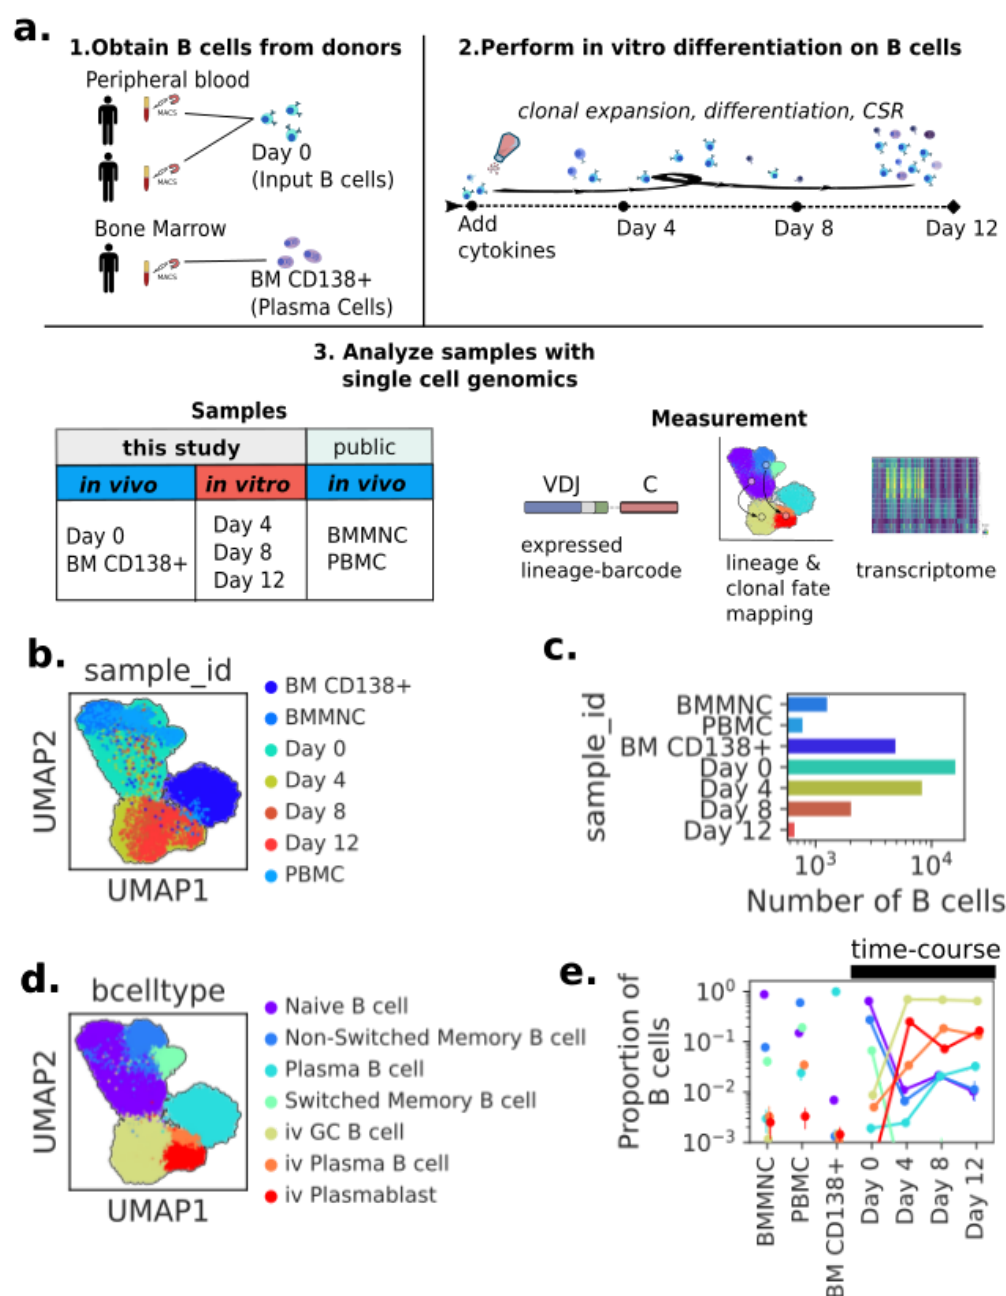 a.
1.Obtain B cells from donors
Peripheral blood
MACS
MACS
Day 0
(Input B cells)
Bone Marrow
MACS
BM CD138+
(Plasma Cells)
2.Perform in vitro differentiation on B cells
clonal expansion, differentiation, CSR
Add
cytokines
Day 4
Day 8
Day 12
3. Analyze samples with
single cell genomics
Samples
this study
public
in vivo
in vitro
in vivo
Day 0
BM CD138+
Day 4
Day 8
Day 12
BMMNC
PBMC
Measurement
VDJ
C
expressed
lineage-barcode
lineage &
clonal fate
mapping
transcriptome
b.
sample_id
UMAP2
UMAP1
BM CD138+
BMMNC
Day 0
Day 4
Day 8
Day 12
PBMC
c.
sample_id
BMMNC
PBMC
BM CD138+
Day 0
Day 4
Day 8
Day 12
10³
10⁴
Number of B cells
d.
bcelltype
UMAP2
UMAP1
Naive B cell
Non-Switched Memory B cell
Plasma B cell
Switched Memory B cell
iv GC B cell
iv Plasma B cell
iv Plasmablast
e.
time-course
Proportion of
B cells
10⁰
10⁻¹
10⁻²
10⁻³
BMMNC
PBMC
BM CD138+
Day 0
Day 4
Day 8
Day 12